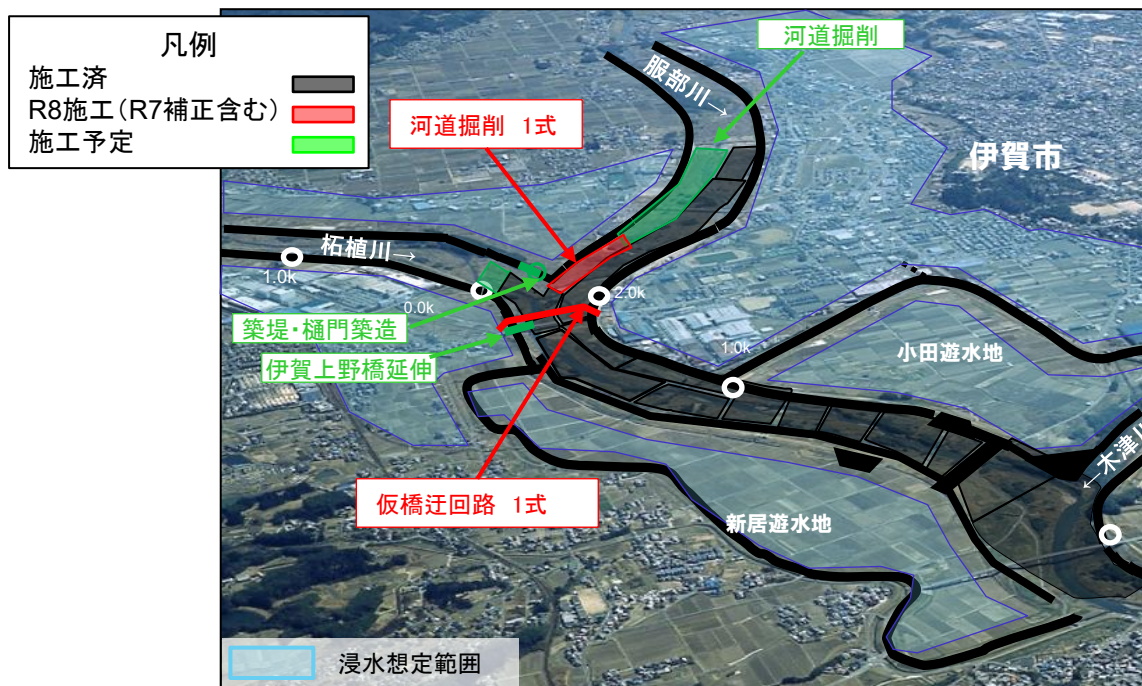 凡例
施工済
R8施工(R7補正含む)
施工予定
河道掘削
服部川→
河道掘削 1式
伊賀市
柘植川→
1.0k
0.0k
2.0k
築堤・樋門築造
伊賀上野橋延伸
1.0k
小田遊水地
←木津川
仮橋迂回路 1式
新居遊水地
浸水想定範囲